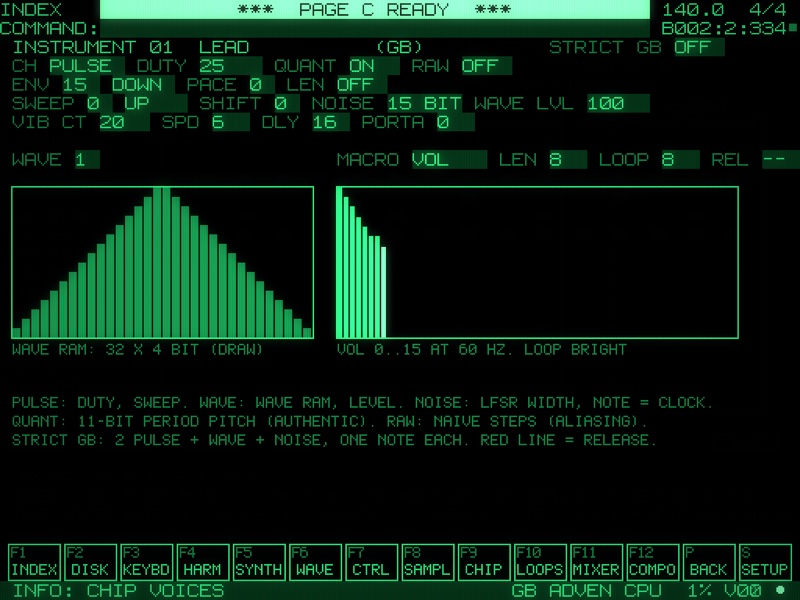 INDEX *** PAGE C READY *** 140.0 4/4
COMMAND: B002:2:334
INSTRUMENT 01 LEAD (GB) STRICT GB OFF
CH PULSE DUTY 25 QUANT ON RAW OFF
ENV 15 DOWN PACE 0 LEN OFF
SWEEP 0 UP SHIFT 0 NOISE 15 BIT WAVE LVL 100
VIB CT 20 SPD 6 DLY 16 PORTA 0
WAVE 1 MACRO VOL LEN 8 LOOP 8 REL --
WAVE RAM: 32 X 4 BIT (DRAW) VOL 0..15 AT 60 HZ. LOOP BRIGHT
PULSE: DUTY, SWEEP. WAVE: WAVE RAM, LEVEL. NOISE: LFSR WIDTH, NOTE = CLOCK.
QUANT: 11-BIT PERIOD PITCH (AUTHENTIC). RAW: NAIVE STEPS (ALIASING).
STRICT GB: 2 PULSE + WAVE + NOISE, ONE NOTE EACH. RED LINE = RELEASE.
F1 F2 F3 F4 F5 F6 F7 F8 F9 F10 F11 F12 P S
INDEX DISK KEYBD HARM SYNTH WAVE CTRL SAMPL CHIP LOOPS MIXER COMPO BACK SETUP
INFO: CHIP VOICES GB ADVEN CPU 1% V00